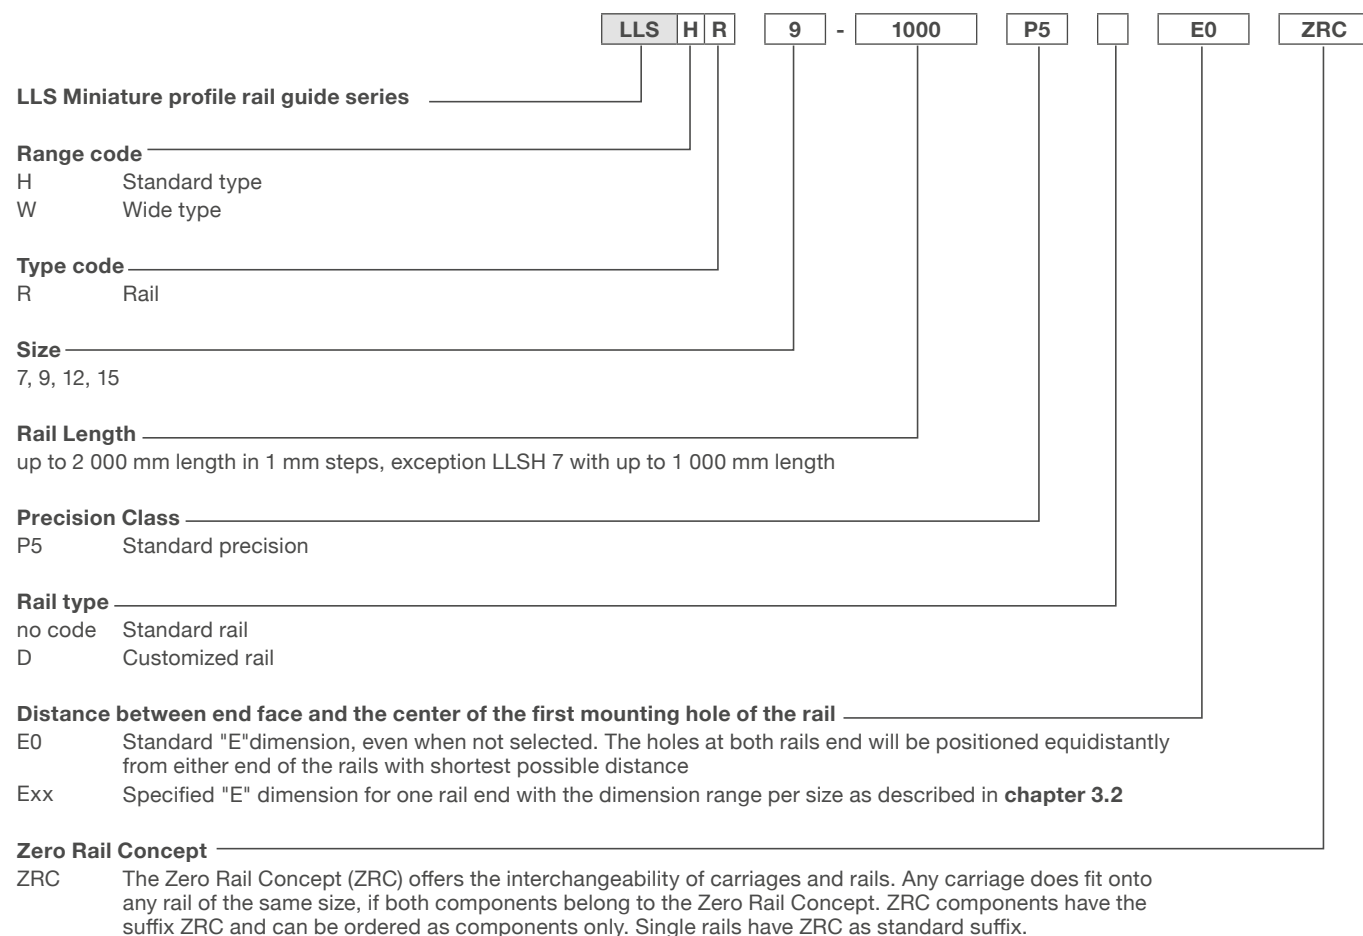 LLS H R 9 - 1000 P5 E0 ZRC
LLS Miniature profile rail guide series
Range code
H Standard type
W Wide type
Type code
R Rail
Size
7, 9, 12, 15
Rail Length
up to 2 000 mm length in 1 mm steps, exception LLSH 7 with up to 1 000 mm length
Precision Class
P5 Standard precision
Rail type
no code Standard rail
D Customized rail
Distance between end face and the center of the first mounting hole of the rail
E0 Standard "E"dimension, even when not selected. The holes at both rails end will be positioned equidistantly
from either end of the rails with shortest possible distance
Exx Specified "E" dimension for one rail end with the dimension range per size as described in chapter 3.2
Zero Rail Concept
ZRC The Zero Rail Concept (ZRC) offers the interchangeability of carriages and rails. Any carriage does fit onto
any rail of the same size, if both components belong to the Zero Rail Concept. ZRC components have the
suffix ZRC and can be ordered as components only. Single rails have ZRC as standard suffix.